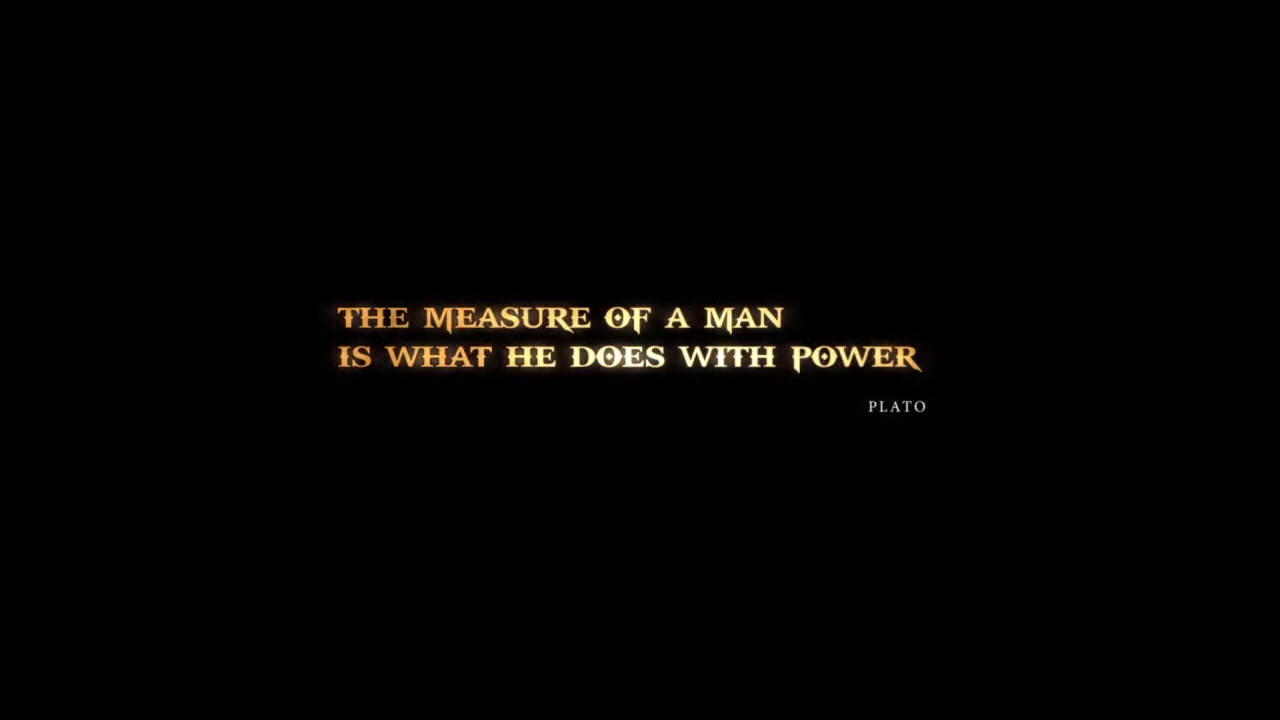 THE MEASURE OF A MAN
IS WHAT HE DOES WITH POWER
PLATO